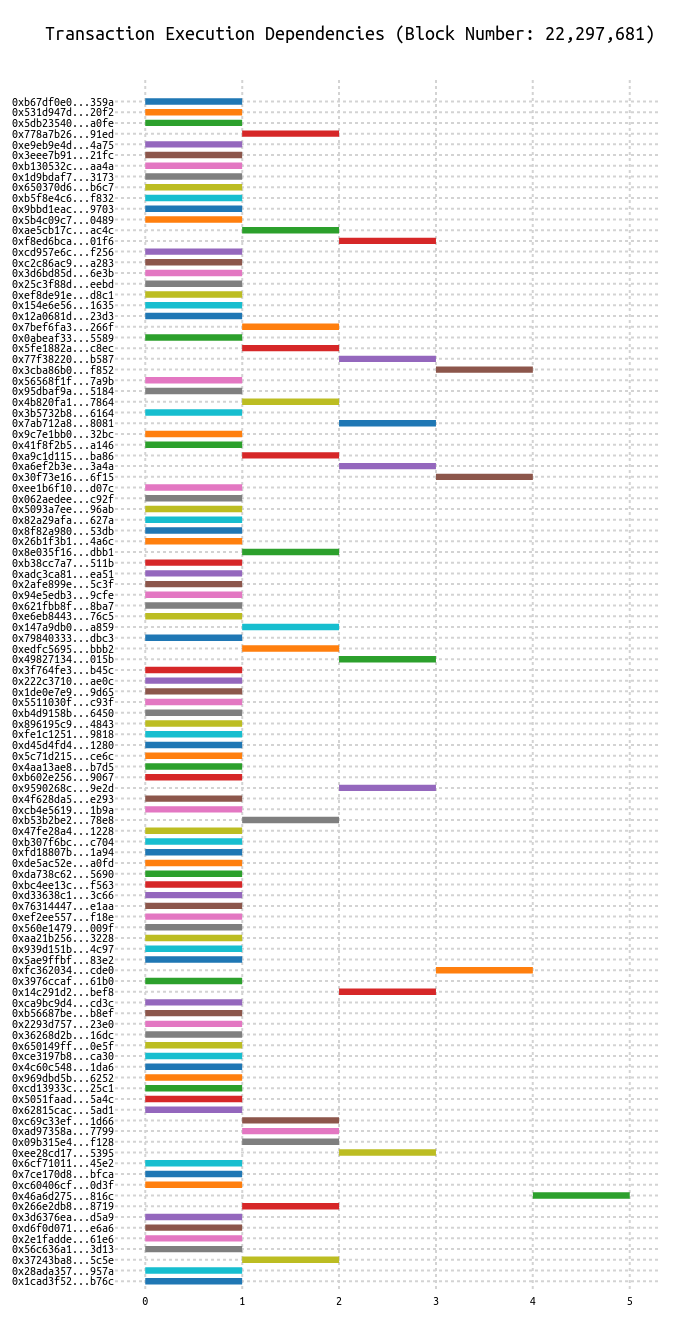 Transaction Execution Dependencies (Block Number: 22,297,681)
0xb67df0e0...359a
0x531d947d...20f2
0x5db23540...a0fe
0x778a7b26...91ed
0xe9eb9e4d...4a75
0x3eee7b91...21fc
0xb130532c...aa4a
0x1d9bdaf7...3173
0x650370d6...b6c7
0xb5f8e4c6...f832
0x9bbd1eac...9703
0x5b4c09c7...0489
0xae5cb17c...ac4c
0xf8ed6bca...01f6
0xcd957e6c...f256
0xc2c86ac9...a283
0x3d6bd85d...6e3b
0x25c3f88d...eebd
0xef8de91e...d8c1
0x154e6e56...1635
0x12a0681d...23d3
0x7bef6fa3...266f
0x0abeaf33...5589
0x5fe1882a...c8ec
0x77f38220...b587
0x3cba86b0...f852
0x56568f1f...7a9b
0x95dbaf9a...5184
0x4b820fa1...7864
0x3b5732b8...6164
0x7ab712a8...8081
0x9c7e1bb0...32bc
0x41f8f2b5...a146
0xa9c1d115...ba86
0xa6ef2b3e...3a4a
0x30f73e16...6f15
0xee1b6f10...d07c
0x062aedee...c92f
0x5093a7ee...96ab
0x82a29afa...627a
0x8f82a980...53db
0x26b1f3b1...4a6c
0x8e035f16...dbb1
0xb38cc7a7...511b
0xadc3ca81...ea51
0x2afe899e...5c3f
0x94e5edb3...9cfe
0x621fbb8f...8ba7
0xe6eb8443...76c5
0x147a9db0...a859
0x79840333...dbc3
0xedfc5695...bbb2
0x49827134...015b
0x3f764fe3...b45c
0x222c3710...ae0c
0x1de0e7e9...9d65
0x5511030f...c93f
0xb4d9158b...6450
0x896195c9...4843
0xfe1c1251...9818
0xd45d4fd4...1280
0x5c71d215...ce6c
0x4aa13ae8...b7d5
0xb602e256...9067
0x9590268c...9e2d
0x4f628da5...e293
0xcb4e5619...1b9a
0xb53b2be2...78e8
0x47fe28a4...1228
0xb307f6bc...c704
0xfd18807b...1a94
0xde5ac52e...a0fd
0xda738c62...5690
0xbc4ee13c...f563
0xd33638c1...3c66
0x76314447...e1aa
0xef2ee557...f18e
0x560e1479...009f
0xaa21b256...3228
0x939d151b...4c97
0x5ae9ffbf...83e2
0xfc362034...cde0
0x3976ccaf...61b0
0x14c291d2...bef8
0xca9bc9d4...cd3c
0xb56687be...b8ef
0x2293d757...23e0
0x36268d2b...16dc
0x650149ff...0e5f
0xce3197b8...ca30
0x4c60c548...1da6
0x969dbd5b...6252
0xcd13933c...25c1
0x5051faad...5a4c
0x62815cac...5ad1
0xc69c33ef...1d66
0xad97358a...7799
0x09b315e4...f128
0xee28cd17...5395
0x6cf71011...45e2
0x7ce170d8...bfca
0xc60406cf...0d3f
0x46a6d275...816c
0x266e2db8...8719
0x3d6376ea...d5a9
0xd6f0d071...e6a6
0x2e1fadde...61e6
0x56c636a1...3d13
0x37243ba8...5c5e
0x28ada357...957a
0x1cad3f52...b76c
0 1 2 3 4 5